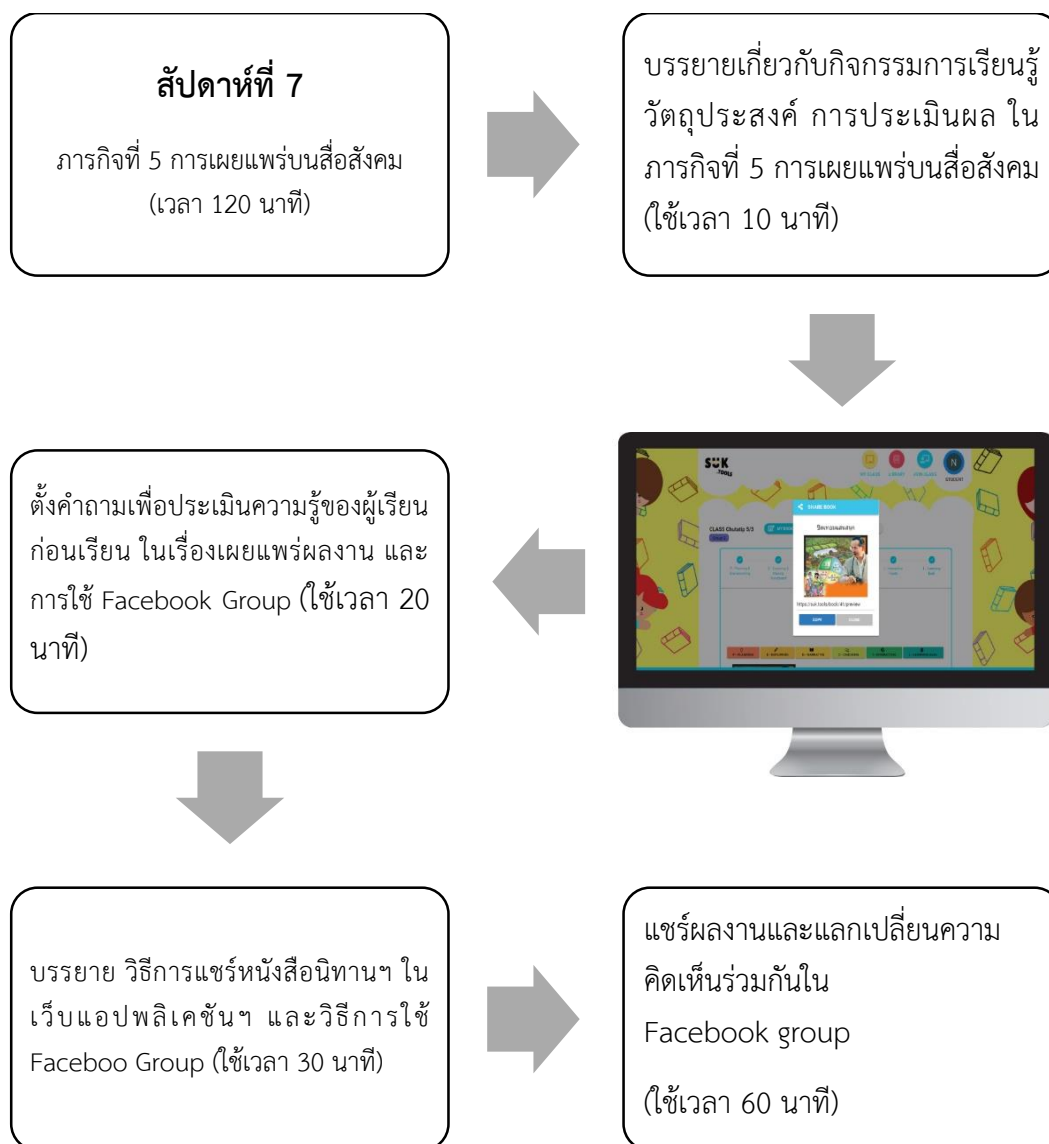 สัปดาห์ที่ 7
ภารกิจที่ 5 การเผยแพร่บนสื่อสังคม
(เวลา 120 นาที)
บรรยายเกี่ยวกับกิจกรรมการเรียนรู้
วัตถุประสงค์ การประเมินผล ใน
ภารกิจที่ 5 การเผยแพร่บนสื่อสังคม
(ใช้เวลา 10 นาที)
SUK
TOOLS
SHARE BOOK
CLASS
ตั้งคำถามเพื่อประเมินความรู้ของผู้เรียน
ก่อนเรียน ในเรื่องเผยแพร่ผลงาน และ
การใช้ Facebook Group (ใช้เวลา 20
นาที)
บรรยาย วิธีการแชร์หนังสือนิทานฯ ใน
เว็บแอปพลิเคชันฯ และวิธีการใช้
Faceboo Group (ใช้เวลา 30 นาที)
แชร์ผลงานและแลกเปลี่ยนความ
คิดเห็นร่วมกันใน
Facebook group
(ใช้เวลา 60 นาที)